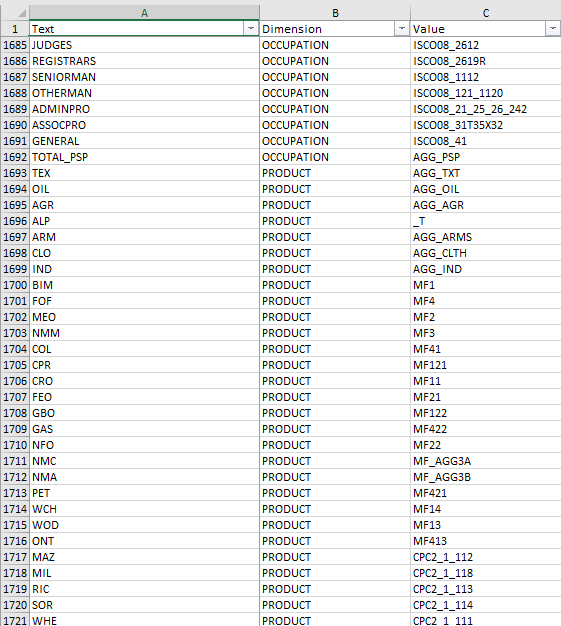 A B C
1 Text Dimension Value
1685 JUDGES OCCUPATION ISCO08_2612
1686 REGISTRARS OCCUPATION ISCO08_2619R
1687 SENIORMAN OCCUPATION ISCO08_1112
1688 OTHERMAN OCCUPATION ISCO08_121_1120
1689 ADMINPRO OCCUPATION ISCO08_21_25_26_242
1690 ASSOCPRO OCCUPATION ISCO08_31T35X32
1691 GENERAL OCCUPATION ISCO08_41
1692 TOTAL_PSP OCCUPATION AGG_PSP
1693 TEX PRODUCT AGG_TXT
1694 OIL PRODUCT AGG_OIL
1695 AGR PRODUCT AGG_AGR
1696 ALP PRODUCT _T
1697 ARM PRODUCT AGG_ARMS
1698 CLO PRODUCT AGG_CLTH
1699 IND PRODUCT AGG_IND
1700 BIM PRODUCT MF1
1701 FOF PRODUCT MF4
1702 MEO PRODUCT MF2
1703 NMM PRODUCT MF3
1704 COL PRODUCT MF41
1705 CPR PRODUCT MF121
1706 CRO PRODUCT MF11
1707 FEO PRODUCT MF21
1708 GBO PRODUCT MF122
1709 GAS PRODUCT MF422
1710 NFO PRODUCT MF22
1711 NMC PRODUCT MF_AGG3A
1712 NMA PRODUCT MF_AGG3B
1713 PET PRODUCT MF421
1714 WCH PRODUCT MF14
1715 WOD PRODUCT MF13
1716 ONT PRODUCT MF413
1717 MAZ PRODUCT CPC2_1_112
1718 MIL PRODUCT CPC2_1_118
1719 RIC PRODUCT CPC2_1_113
1720 SOR PRODUCT CPC2_1_114
1721 WHE PRODUCT CPC2_1_111